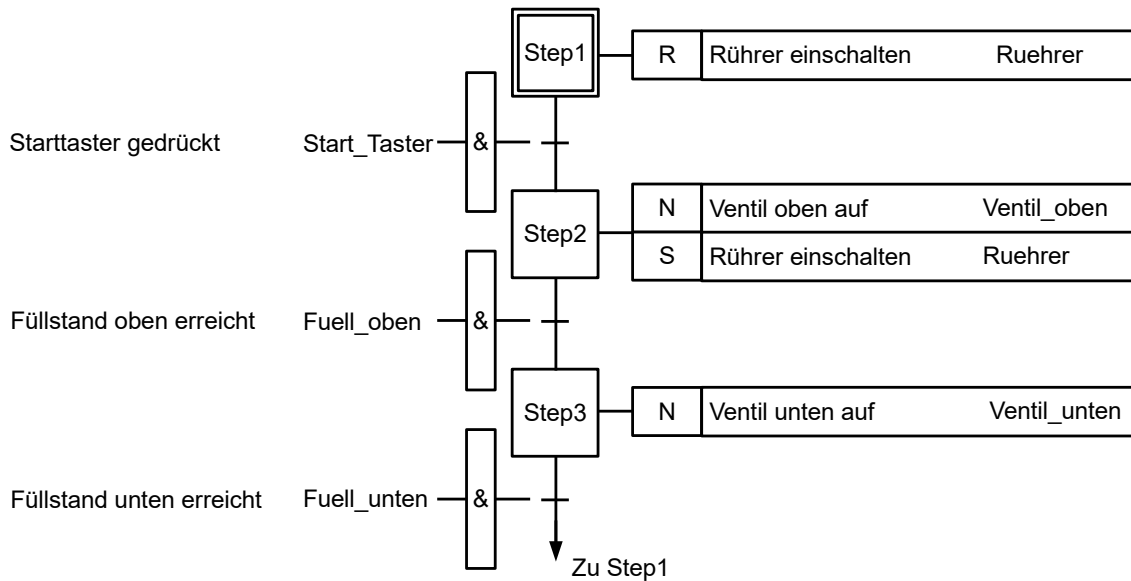 Step1
R Rührer einschalten Ruehrer
Starttaster gedrückt Start_Taster &
N Ventil oben auf Ventil_oben
Step2
S Rührer einschalten Ruehrer
Füllstand oben erreicht Fuell_oben &
Step3 N Ventil unten auf Ventil_unten
Füllstand unten erreicht Fuell_unten &
Zu Step1